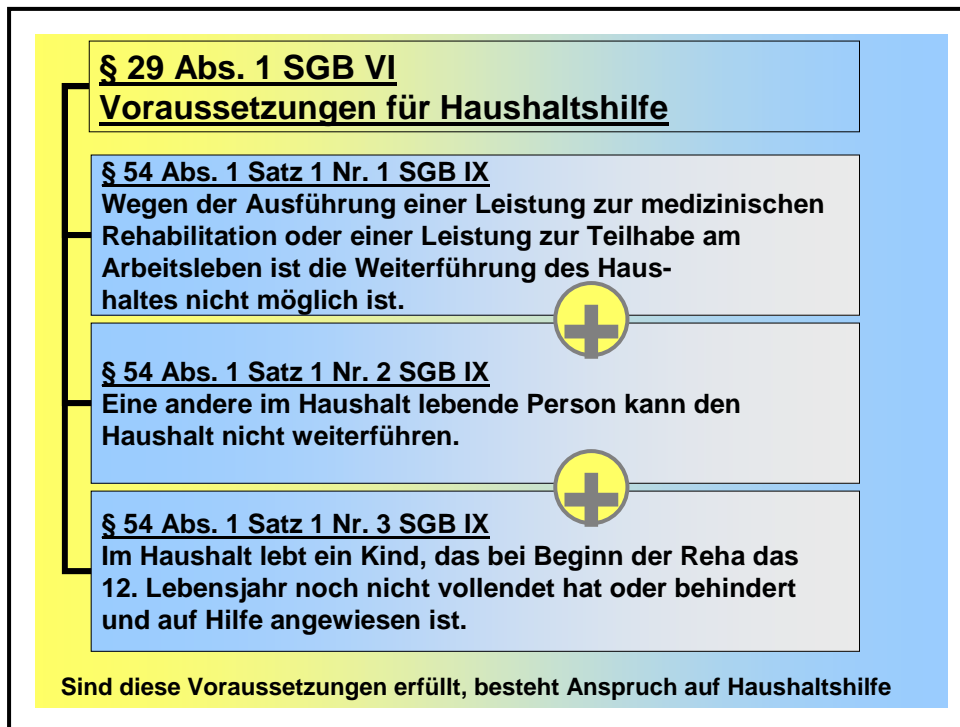 § 29 Abs. 1 SGB VI
Voraussetzungen für Haushaltshilfe
§ 54 Abs. 1 Satz 1 Nr. 1 SGB IX
Wegen der Ausführung einer Leistung zur medizinischen
Rehabilitation oder einer Leistung zur Teilhabe am
Arbeitsleben ist die Weiterführung des Haus-
haltes nicht möglich ist.
+
§ 54 Abs. 1 Satz 1 Nr. 2 SGB IX
Eine andere im Haushalt lebende Person kann den
Haushalt nicht weiterführen.
+
§ 54 Abs. 1 Satz 1 Nr. 3 SGB IX
Im Haushalt lebt ein Kind, das bei Beginn der Reha das
12. Lebensjahr noch nicht vollendet hat oder behindert
und auf Hilfe angewiesen ist.
Sind diese Voraussetzungen erfüllt, besteht Anspruch auf Haushaltshilfe